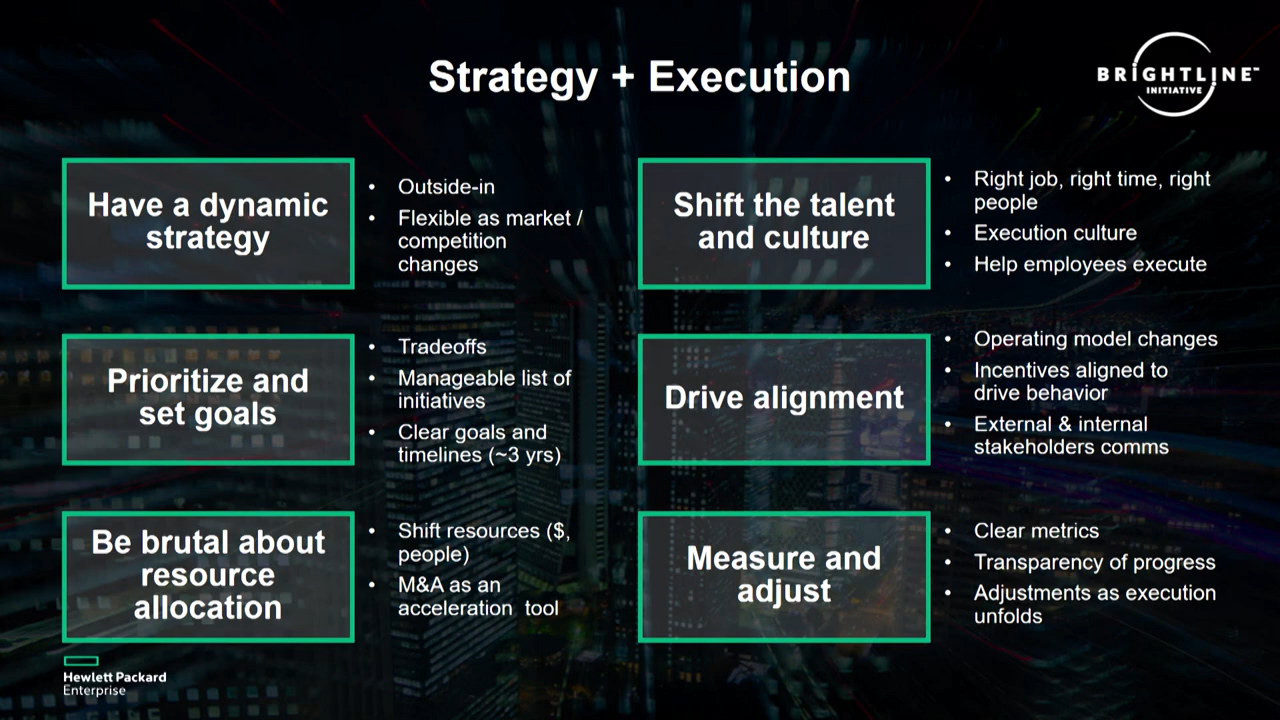 Strategy + Execution
BRIGHTLINE™
INITIATIVE
Have a dynamic
strategy
• Outside-in
• Flexible as market /
competition
changes
Prioritize and
set goals
• Tradeoffs
• Manageable list of
initiatives
• Clear goals and
timelines (~3 yrs)
Be brutal about
resource
allocation
• Shift resources ($,
people)
• M&A as an
acceleration tool
Shift the talent
and culture
• Right job, right time, right
people
• Execution culture
• Help employees execute
Drive alignment
• Operating model changes
• Incentives aligned to
drive behavior
• External & internal
stakeholders comms
Measure and
adjust
• Clear metrics
• Transparency of progress
• Adjustments as execution
unfolds
Hewlett Packard
Enterprise